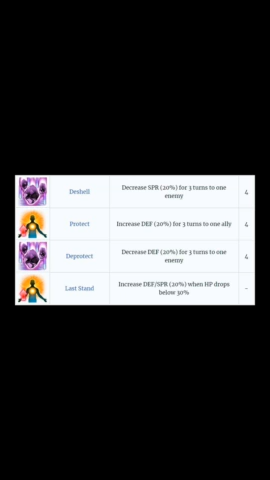 Deshell
Decrease SPR (20%) for 3 turns to one
enemy
4
Protect
Increase DEF (20%) for 3 turns to one ally
4
Deprotect
Decrease DEF (20%) for 3 turns to one
enemy
4
Last Stand
Increase DEF/SPR (20%) when HP drops
below 30%
-